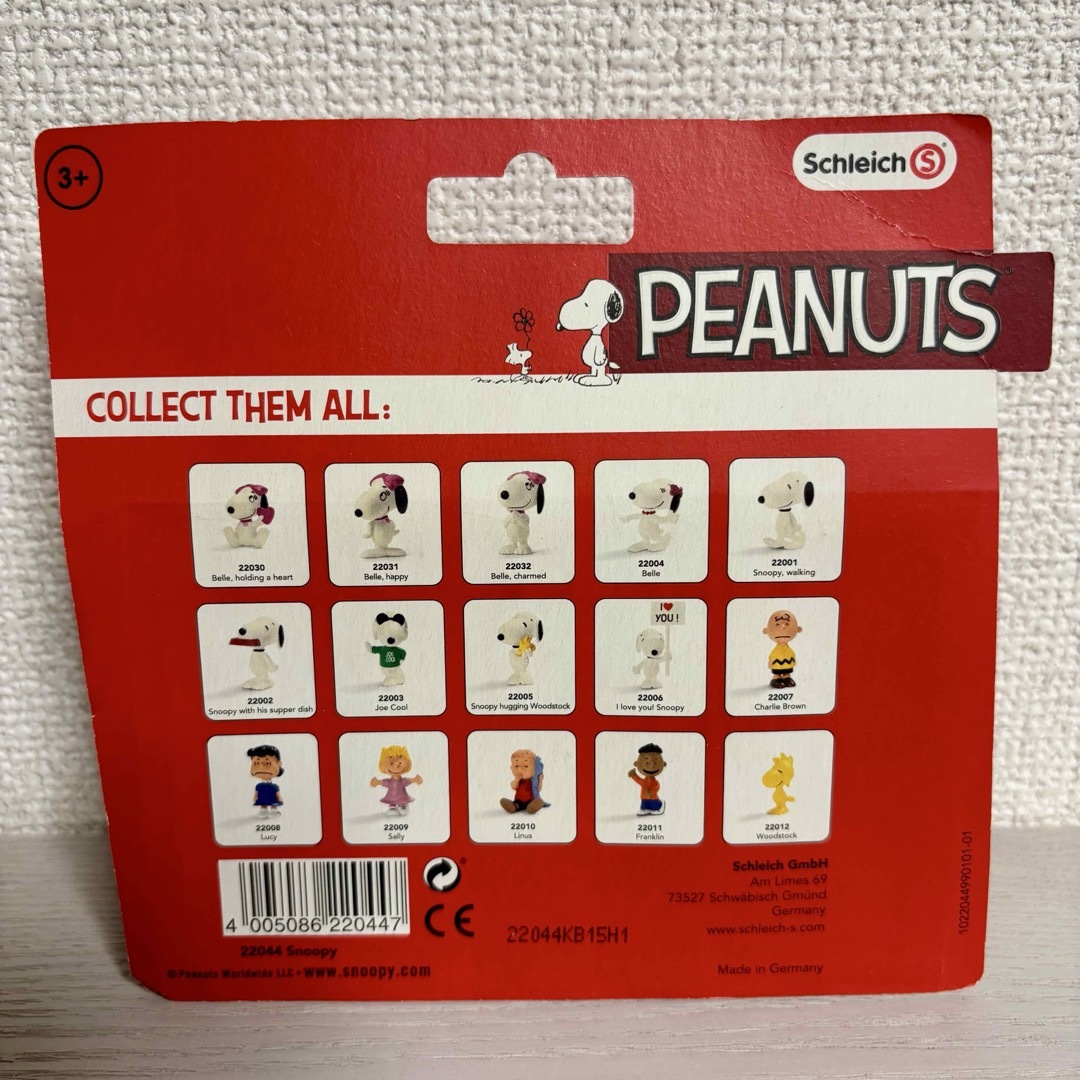 3+
Schleich S
PEANUTS
COLLECT THEM ALL:
22030
Belle, holding a heart
22031
Belle, happy
22032
Belle, charmed
22004
Belle
22001
Snoopy, walking
22002
Snoopy with his supper dish
JOE COOL
22003
Joe Cool
22005
Snoopy hugging Woodstock
I ♥
YOU!
22006
I love you! Snoopy
22007
Charlie Brown
22008
Lucy
22009
Sally
22010
Linus
22011
Franklin
22012
Woodstock
4 005086 220447
22044 Snoopy
© Peanuts Worldwide LLC • www.snoopy.com
CE
22044KB15H1
Schleich GmbH
Am Limes 69
73527 Schwäbisch Gmünd
Germany
www.schleich-s.com
Made in Germany
1022044990101-01